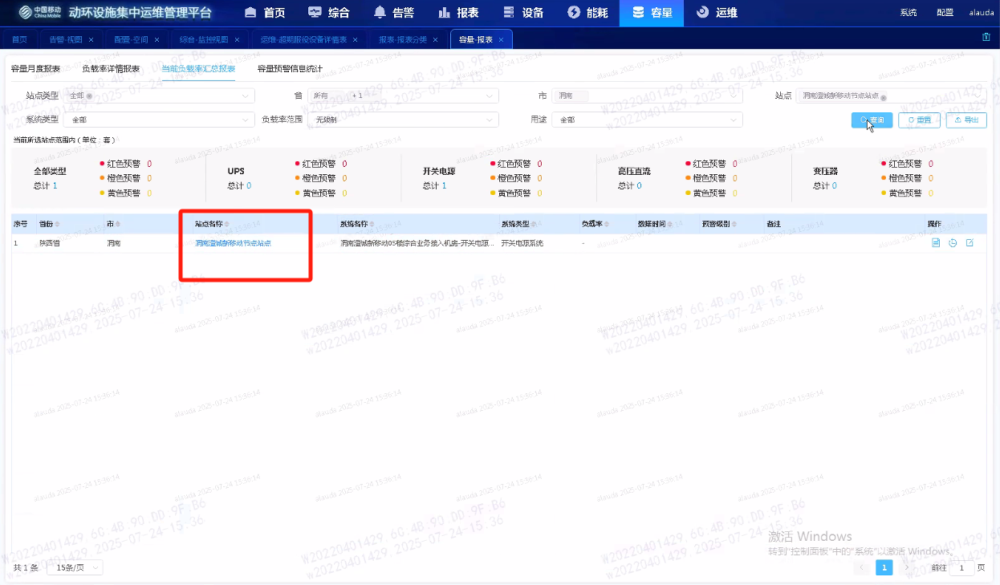 中国移动 China Mobile 动环设施集中运维管理平台 首页 综合 告警 报表 设备 能耗 容量 运维 系统 配置 alauda
首页 告警-视图 × 配置-空间 × 综合-监控视图 × 运维-超期服役设备详情表 × 报表-报表分类 × 容量-报表 ×
容量月度报表 负载率详情报表 当前负载率汇总报表 容量预警信息统计
站点类型 全部 省 所有 + 1 市 渭南 站点 渭南澄城新移动节点站点
系统类型 全部 负载率范围 无限制 用途 全部 查询 重置 导出
当前所选站点范围内（单位：套）
全部类型 总计 1 红色预警 0 橙色预警 0 黄色预警 0
UPS 总计 0 红色预警 0 橙色预警 0 黄色预警 0
开关电源 总计 1 红色预警 0 橙色预警 0 黄色预警 0
高压直流 总计 0 红色预警 0 橙色预警 0 黄色预警 0
变压器 总计 0 红色预警 0 橙色预警 0 黄色预警 0
序号 省份 市 站点名称 系统名称 系统类型 负载率 数据时间 预警级别 备注 操作
1 陕西省 渭南 渭南澄城新移动节点站点 渭南澄城新移动05楼综合业务接入机房-开关电源... 开关电源系统 -
w20220401429.6C.4B.90.DD.9F.B6
w20220401429 2025-07-24-15.36
alauda 2025-07-24 15:36:14
激活 Windows
转到"控制面板"中的"系统"以激活 Windows。
共 1 条 15条/页 1 前往 1 页